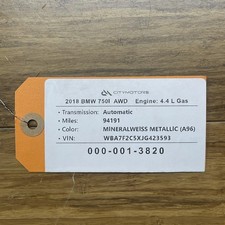 CITYMOTORS
2018 BMW 750I AWD Engine: 4.4 L Gas
• Transmission: Automatic
• Miles: 94191
• Color: MINERALWEISS METALLIC (A96)
• VIN: WBA7F2C5XJG423593
000-001-3820